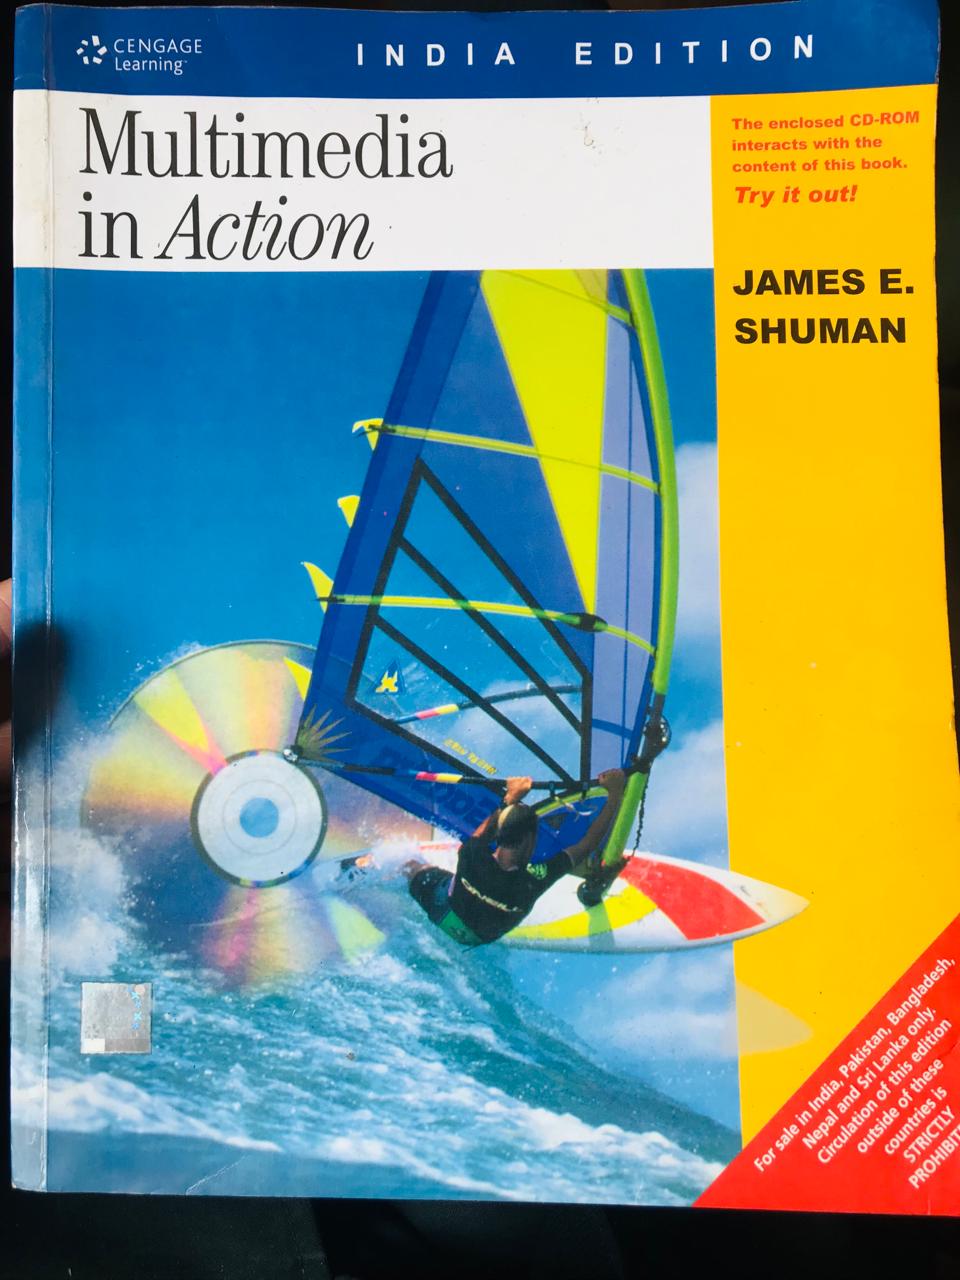 CENGAGE
Learning™
INDIA EDITION
Multimedia
in Action
The enclosed CD-ROM
interacts with the
content of this book.
Try it out!
JAMES E.
SHUMAN
O'NEILL
For sale in India, Pakistan, Bangladesh,
Nepal and Sri Lanka only.
Circulation of this edition
outside of these
countries is
STRICTLY